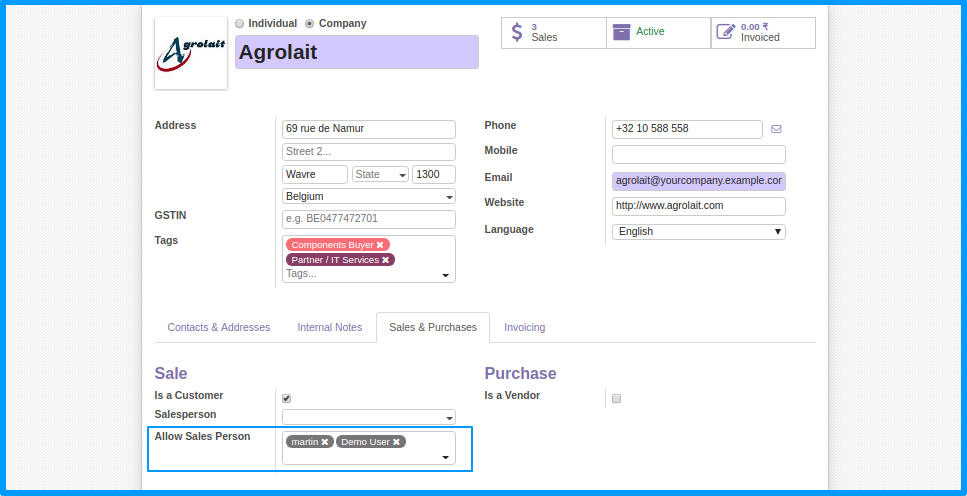 Agrolait
Individual Company
Agrolait
3
Sales
Active
0.00 ₹
Invoiced
Address
69 rue de Namur
Street 2...
Wavre State 1300
Belgium
GSTIN
e.g. BE0477472701
Tags
Components Buyer ✖
Partner / IT Services ✖
Tags...
Phone
+32 10 588 558
Mobile
Email
agrolait@yourcompany.example.cor
Website
http://www.agrolait.com
Language
English
Contacts & Addresses Internal Notes Sales & Purchases Invoicing
Sale
Is a Customer
Salesperson
Allow Sales Person
martin ✖ Demo User ✖
Purchase
Is a Vendor